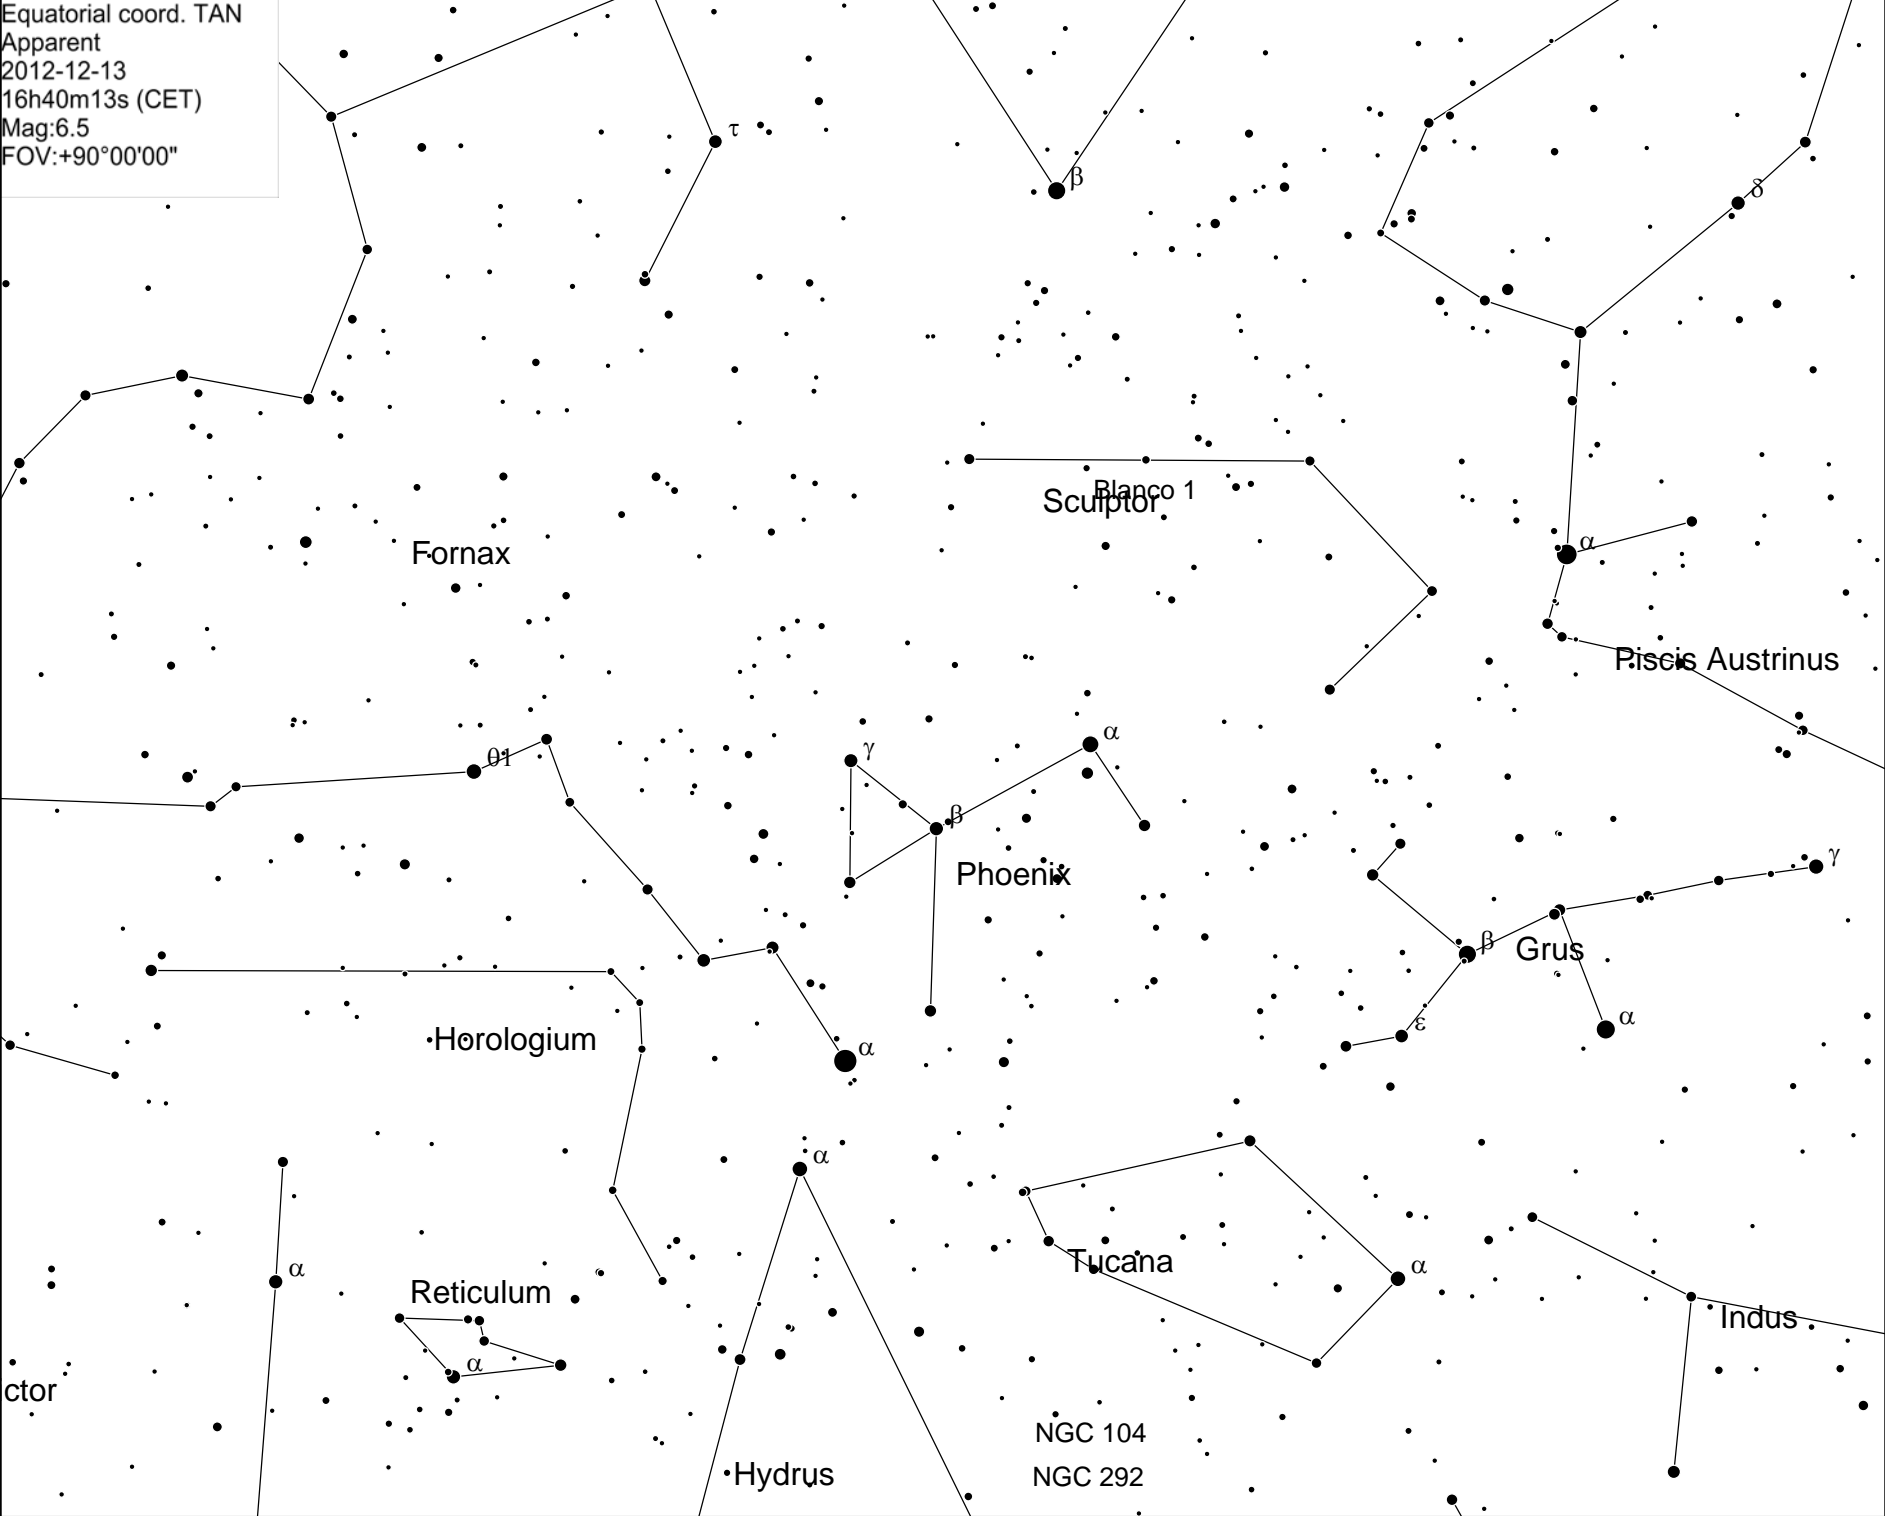 Equatorial coord. TAN
Apparent
2012-12-13
16h40m13s (CET)
Mag:6.5
FOV:+90°00'00"
τ
β
δ
Blanco 1
Sculptor
α
Fornax
Piscis Austrinus
α
γ
θ1
β
γ
Phoenix
β
Grus
α
ε
Horologium
α
α
Tucana
α
α
Reticulum
Indus
α
ctor
NGC 104
Hydrus
NGC 292